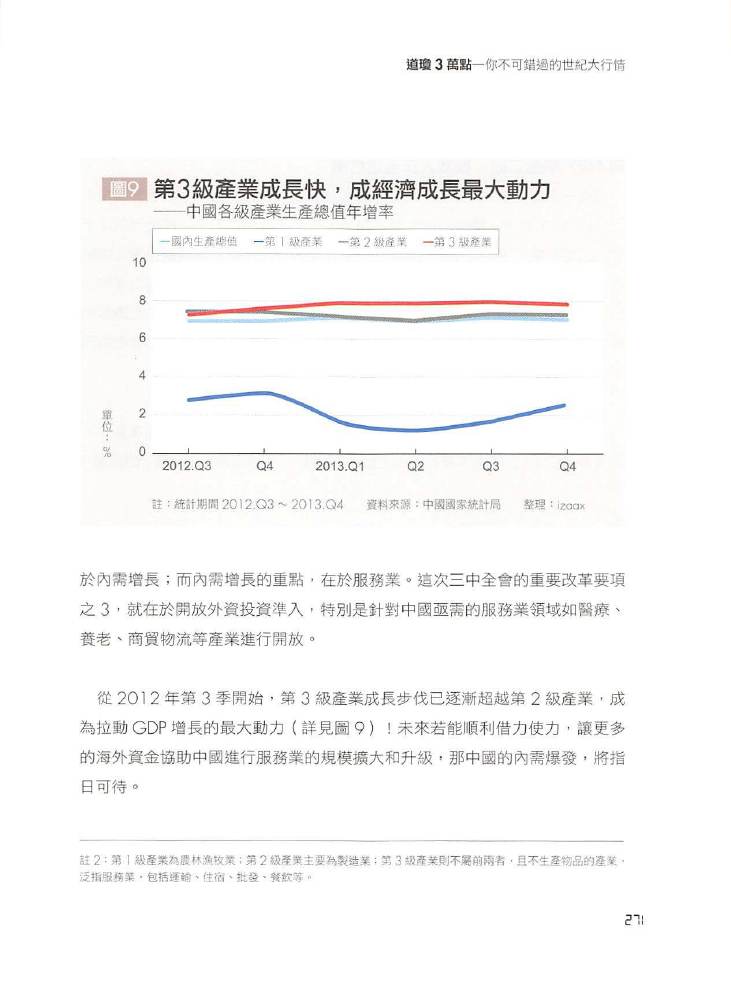 道瓊 3 萬點—你不可錯過的世紀大行情
圖9 第3級產業成長快，成經濟成長最大動力
——中國各級產業生產總值年增率
國內生產總值 第 1 級產業 第 2 級產業 第 3 級產業
10
8
6
4
2
0
單位：%
2012.Q3 Q4 2013.Q1 Q2 Q3 Q4
註：統計期間 2012.Q3 ～ 2013.Q4 資料來源：中國國家統計局 整理：izaax
於內需增長；而內需增長的重點，在於服務業。這次三中全會的重要改革要項
之 3，就在於開放外資投資準入，特別是針對中國亟需的服務業領域如醫療、
養老、商貿物流等產業進行開放。
從 2012 年第 3 季開始，第 3 級產業成長步伐已逐漸超越第 2 級產業，成
為拉動 GDP 增長的最大動力（詳見圖 9）！未來若能順利借力使力，讓更多
的海外資金協助中國進行服務業的規模擴大和升級，那中國的內需爆發，將指
日可待。
註 2：第 1 級產業為農林漁牧業；第 2 級產業主要為製造業；第 3 級產業則不屬前兩者，且不生產物品的產業，
泛指服務業，包括運輸、住宿、批發、餐飲等。
271